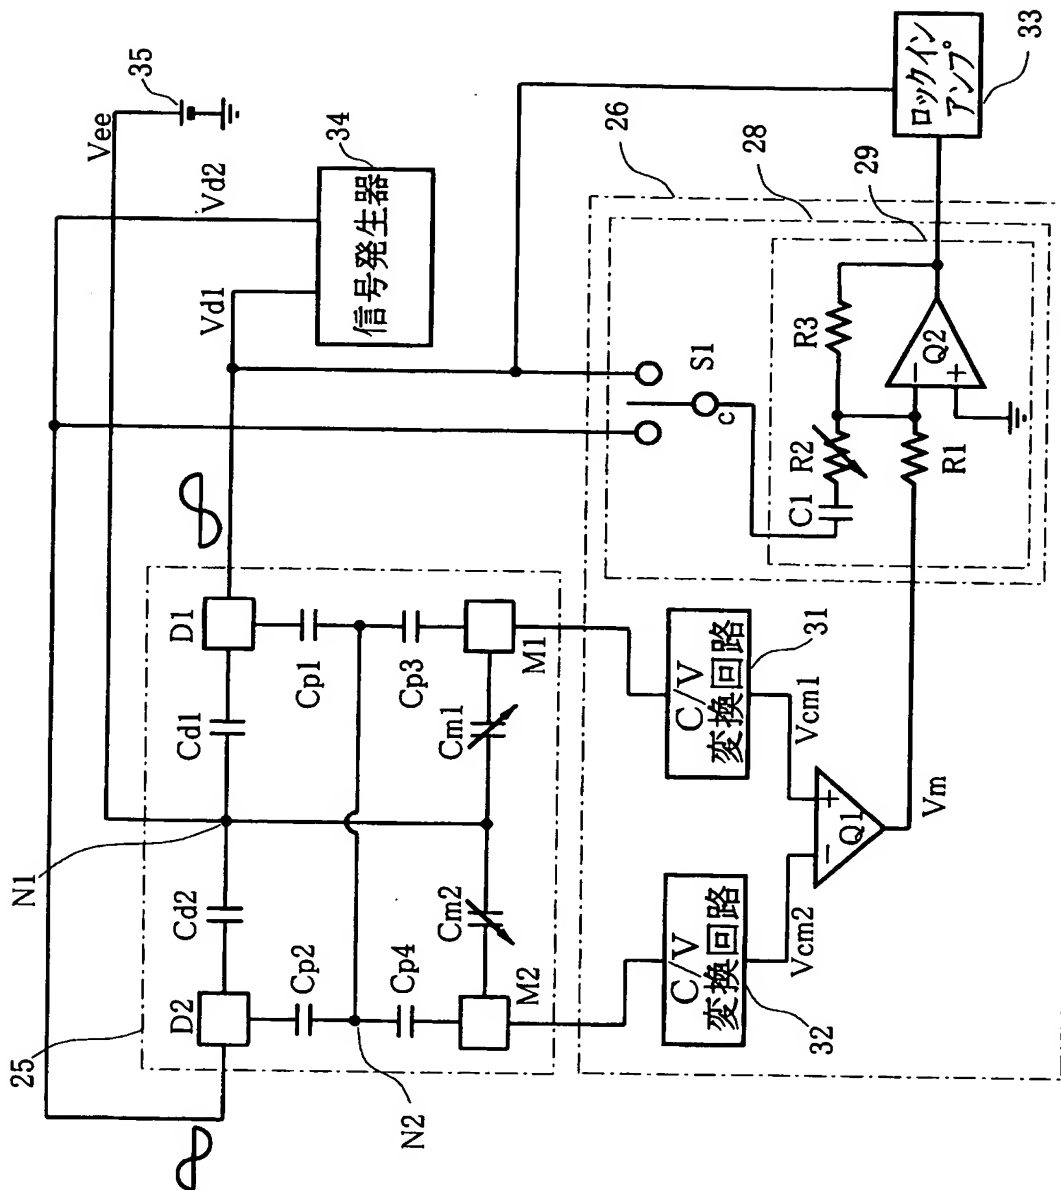 25
N1
Vee
35
D2
Cd2
Cd1
D1
Vd1
Vd2
34
信号発生器
Cp2
Cp1
Cp4
Cp3
Cm2
Cm1
M2
M1
N2
26
28
29
33
ロックイン
アンプ
S1
c
C/V
変換回路
32
C/V
変換回路
31
Vcm2
Vcm1
−
+
Q1
Vm
C1
R2
R3
R1
−
+
Q2